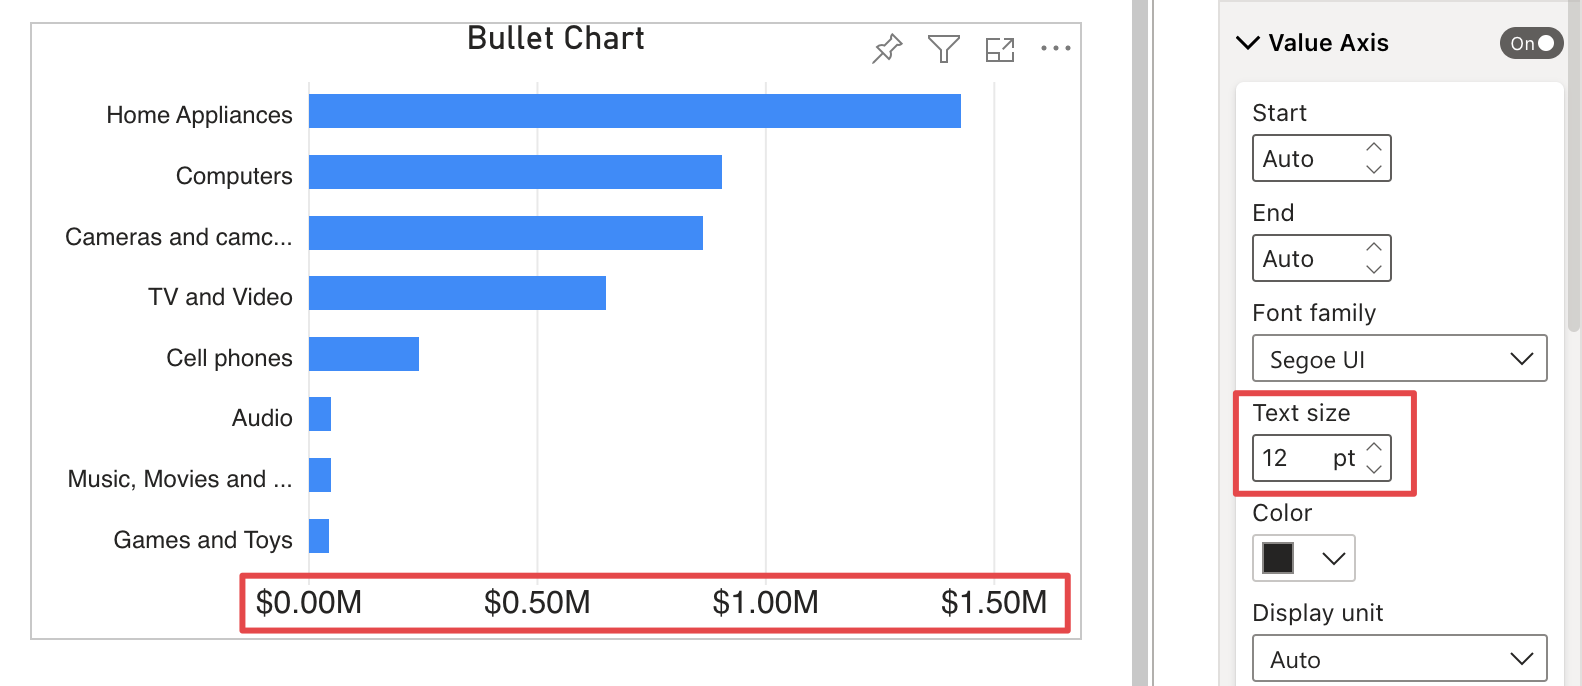 Bullet Chart
Home Appliances
Computers
Cameras and camc...
TV and Video
Cell phones
Audio
Music, Movies and ...
Games and Toys
$0.00M $0.50M $1.00M $1.50M
Value Axis On
Start
Auto
End
Auto
Font family
Segoe UI
Text size
12 pt
Color
Display unit
Auto